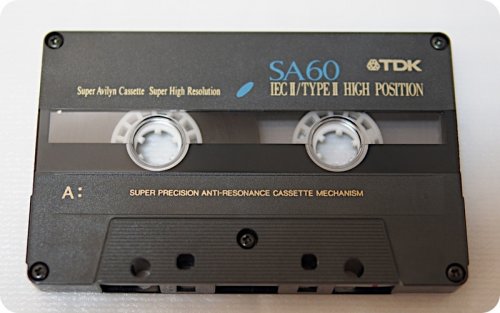 SA60 TDK
Super Avilyn Cassette Super High Resolution IEC II/TYPE II HIGH POSITION
A:
SUPER PRECISION ANTI-RESONANCE CASSETTE MECHANISM